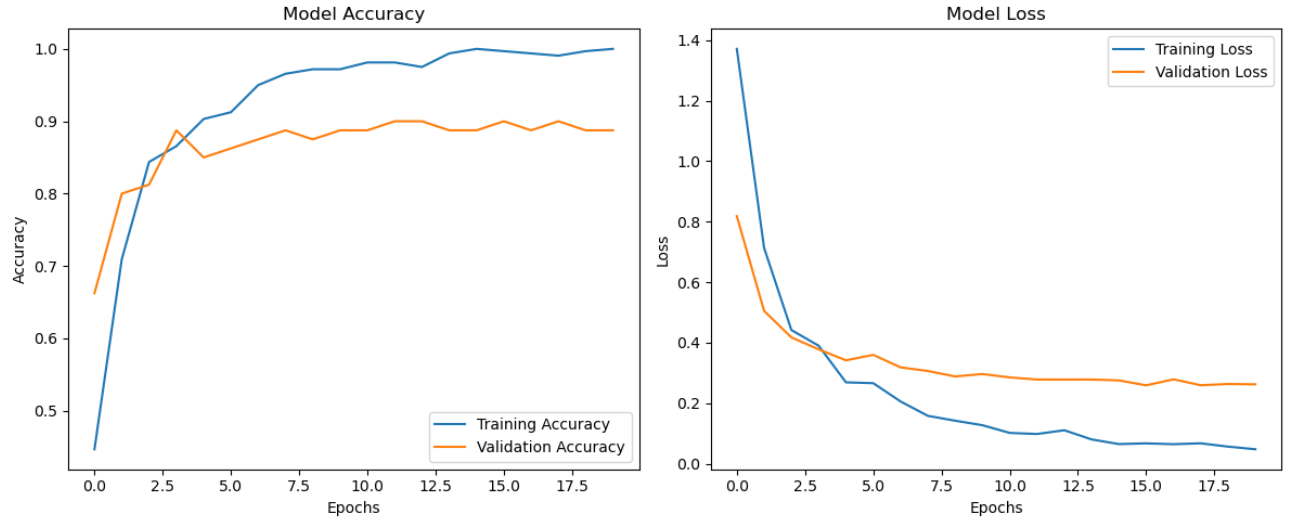 Model Accuracy
1.0
0.9
0.8
0.7
0.6
0.5
Accuracy
Training Accuracy
Validation Accuracy
0.0 2.5 5.0 7.5 10.0 12.5 15.0 17.5
Epochs
Model Loss
1.4
1.2
1.0
0.8
0.6
0.4
0.2
0.0
Loss
Training Loss
Validation Loss
0.0 2.5 5.0 7.5 10.0 12.5 15.0 17.5
Epochs